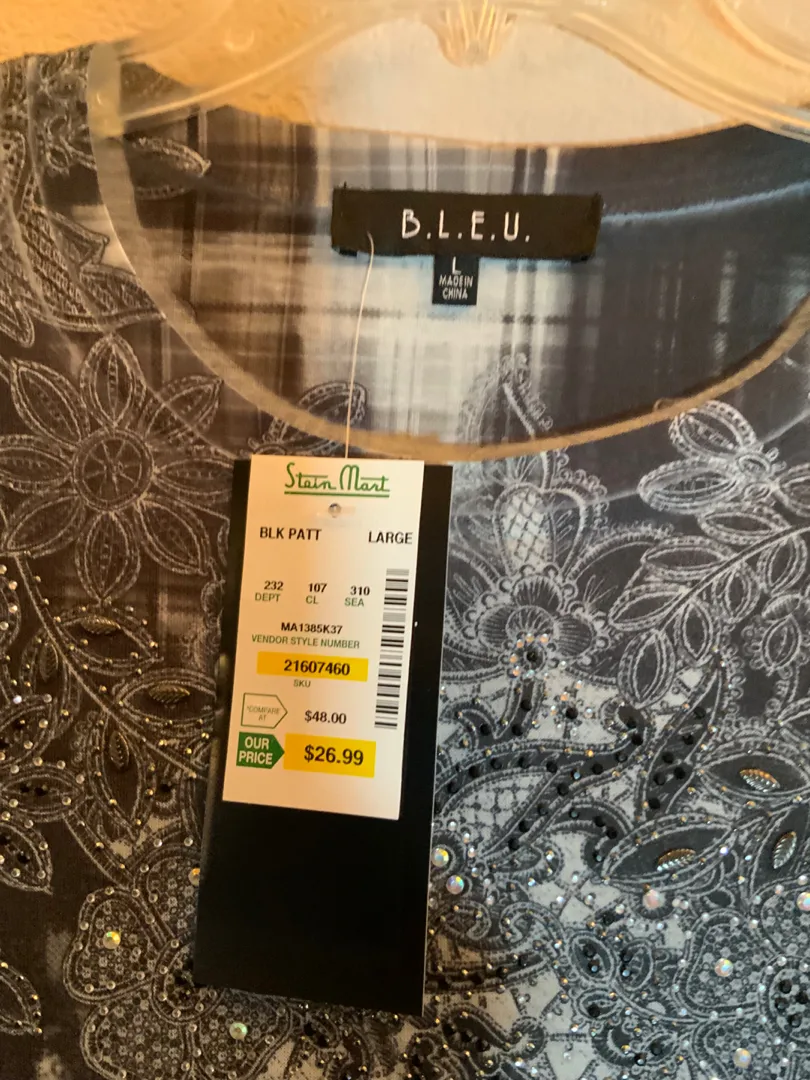 B.L.E.U.
L
MADE IN
CHINA
Stein Mart
BLK PATT LARGE
232 107 310
DEPT CL SEA
MA1385K37
VENDOR STYLE NUMBER
21607460
SKU
*COMPARE
AT
$48.00
OUR
PRICE
$26.99